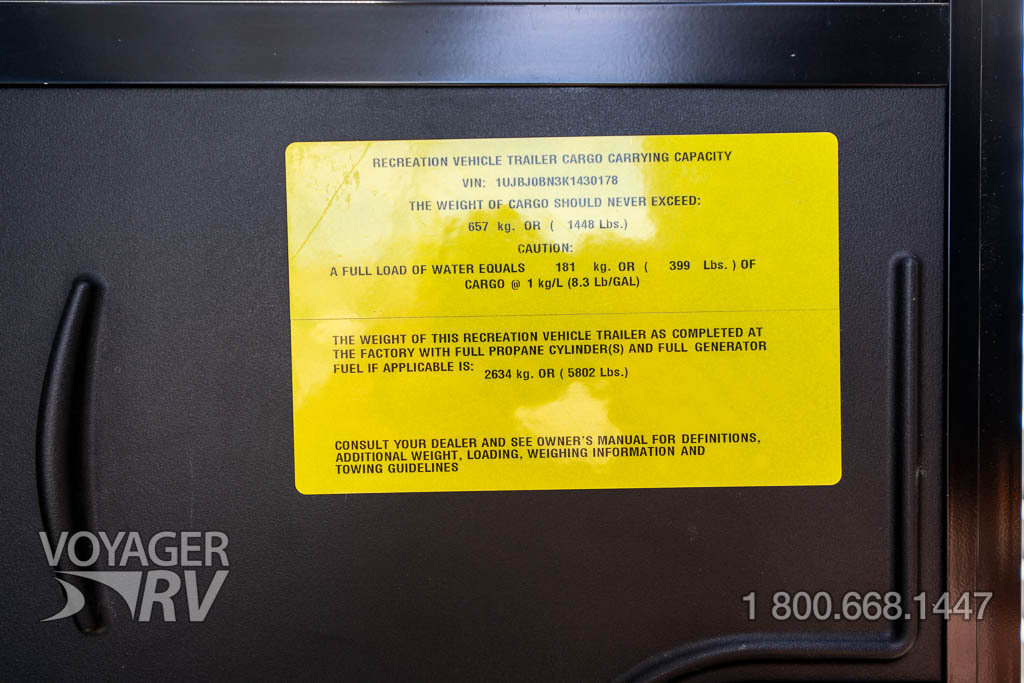 RECREATION VEHICLE TRAILER CARGO CARRYING CAPACITY
VIN: 1UJBJ0BN3K1430178
THE WEIGHT OF CARGO SHOULD NEVER EXCEED:
657 kg. OR ( 1448 Lbs.)
CAUTION:
A FULL LOAD OF WATER EQUALS 181 kg. OR ( 399 Lbs. ) OF
CARGO @ 1 kg/L (8.3 Lb/GAL)
THE WEIGHT OF THIS RECREATION VEHICLE TRAILER AS COMPLETED AT
THE FACTORY WITH FULL PROPANE CYLINDER(S) AND FULL GENERATOR
FUEL IF APPLICABLE IS: 2634 kg. OR ( 5802 Lbs.)
CONSULT YOUR DEALER AND SEE OWNER'S MANUAL FOR DEFINITIONS,
ADDITIONAL WEIGHT, LOADING, WEIGHING INFORMATION AND
TOWING GUIDELINES
VOYAGER
RV
1 800.668.1447